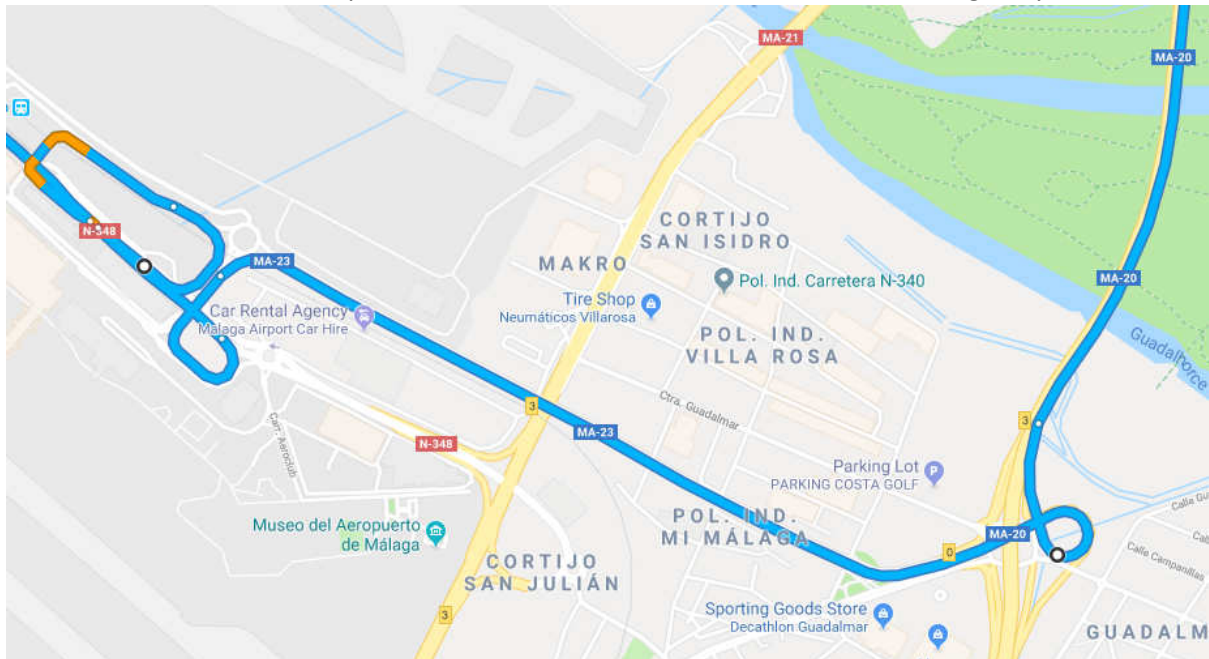 MA-21
MA-20
MA-20
N-348
MA-23
CORTIJO
SAN ISIDRO
MAKRO
Pol. Ind. Carretera N-340
Tire Shop
Neumáticos Villarosa
Car Rental Agency
Málaga Airport Car Hire
POL. IND.
VILLA ROSA
Guadalhorce
Ctra. Guadalmar
3
MA-23
3
Carr. Aeroclub
N-348
Parking Lot
PARKING COSTA GOLF
P
POL. IND.
MI MÁLAGA
Museo del Aeropuerto
de Málaga
MA-20
0
Calle Campanillas
CORTIJO
SAN JULIÁN
3
Sporting Goods Store
Decathlon Guadalmar
GUADALM